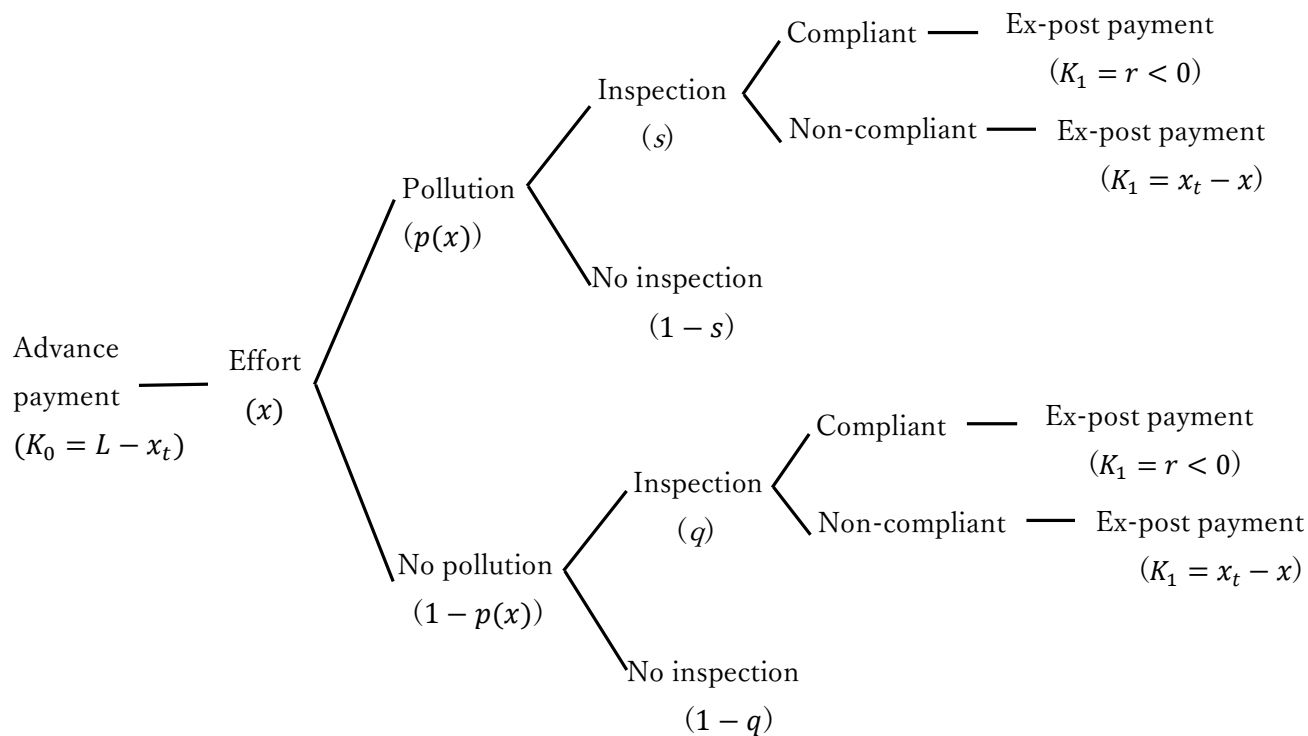 Compliant
Ex-post payment
(K₁ = r < 0)
Inspection
(s)
Non-compliant
Ex-post payment
(K₁ = xₜ − x)
Pollution
(p(x))
No inspection
(1 − s)
Advance
payment
(K₀ = L − xₜ)
Effort
(x)
Compliant
Ex-post payment
(K₁ = r < 0)
Inspection
(q)
Non-compliant
Ex-post payment
(K₁ = xₜ − x)
No pollution
(1 − p(x))
No inspection
(1 − q)